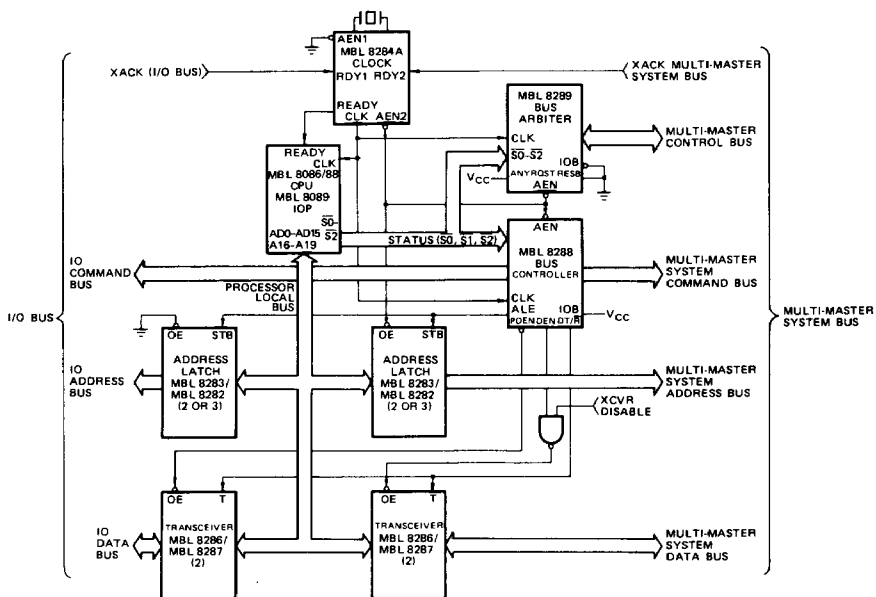 AEN1
MBL 8284A
CLOCK
RDY1 RDY2
READY
CLK AEN2
XACK (I/O BUS)
XACK MULTI-MASTER
SYSTEM BUS
MBL 8289
BUS
ARBITER
CLK
S0-S2
IOB
VCC
ANYRQST RESB
AEN
MULTI-MASTER
CONTROL BUS
READY
CLK
MBL 8086/88
CPU
MBL 8089
IOP
S0-
S2
AD0-AD15
A16-A19
STATUS (S0, S1, S2)
AEN
MBL 8288
BUS
CONTROLLER
CLK
ALE
IOB
VCC
PDEN DEN DT/R
IO
COMMAND
BUS
PROCESSOR
LOCAL
BUS
MULTI-MASTER
SYSTEM
COMMAND BUS
I/O BUS
MULTI-MASTER
SYSTEM BUS
OE STB
ADDRESS
LATCH
MBL 8283/
MBL 8282
(2 OR 3)
OE STB
ADDRESS
LATCH
MBL 8283/
MBL 8282
(2 OR 3)
IO
ADDRESS
BUS
MULTI-MASTER
SYSTEM
ADDRESS BUS
XCVR
DISABLE
OE T
TRANSCEIVER
MBL 8286/
MBL 8287
(2)
OE T
TRANSCEIVER
MBL 8286/
MBL 8287
(2)
IO
DATA
BUS
MULTI-MASTER
SYSTEM
DATA BUS